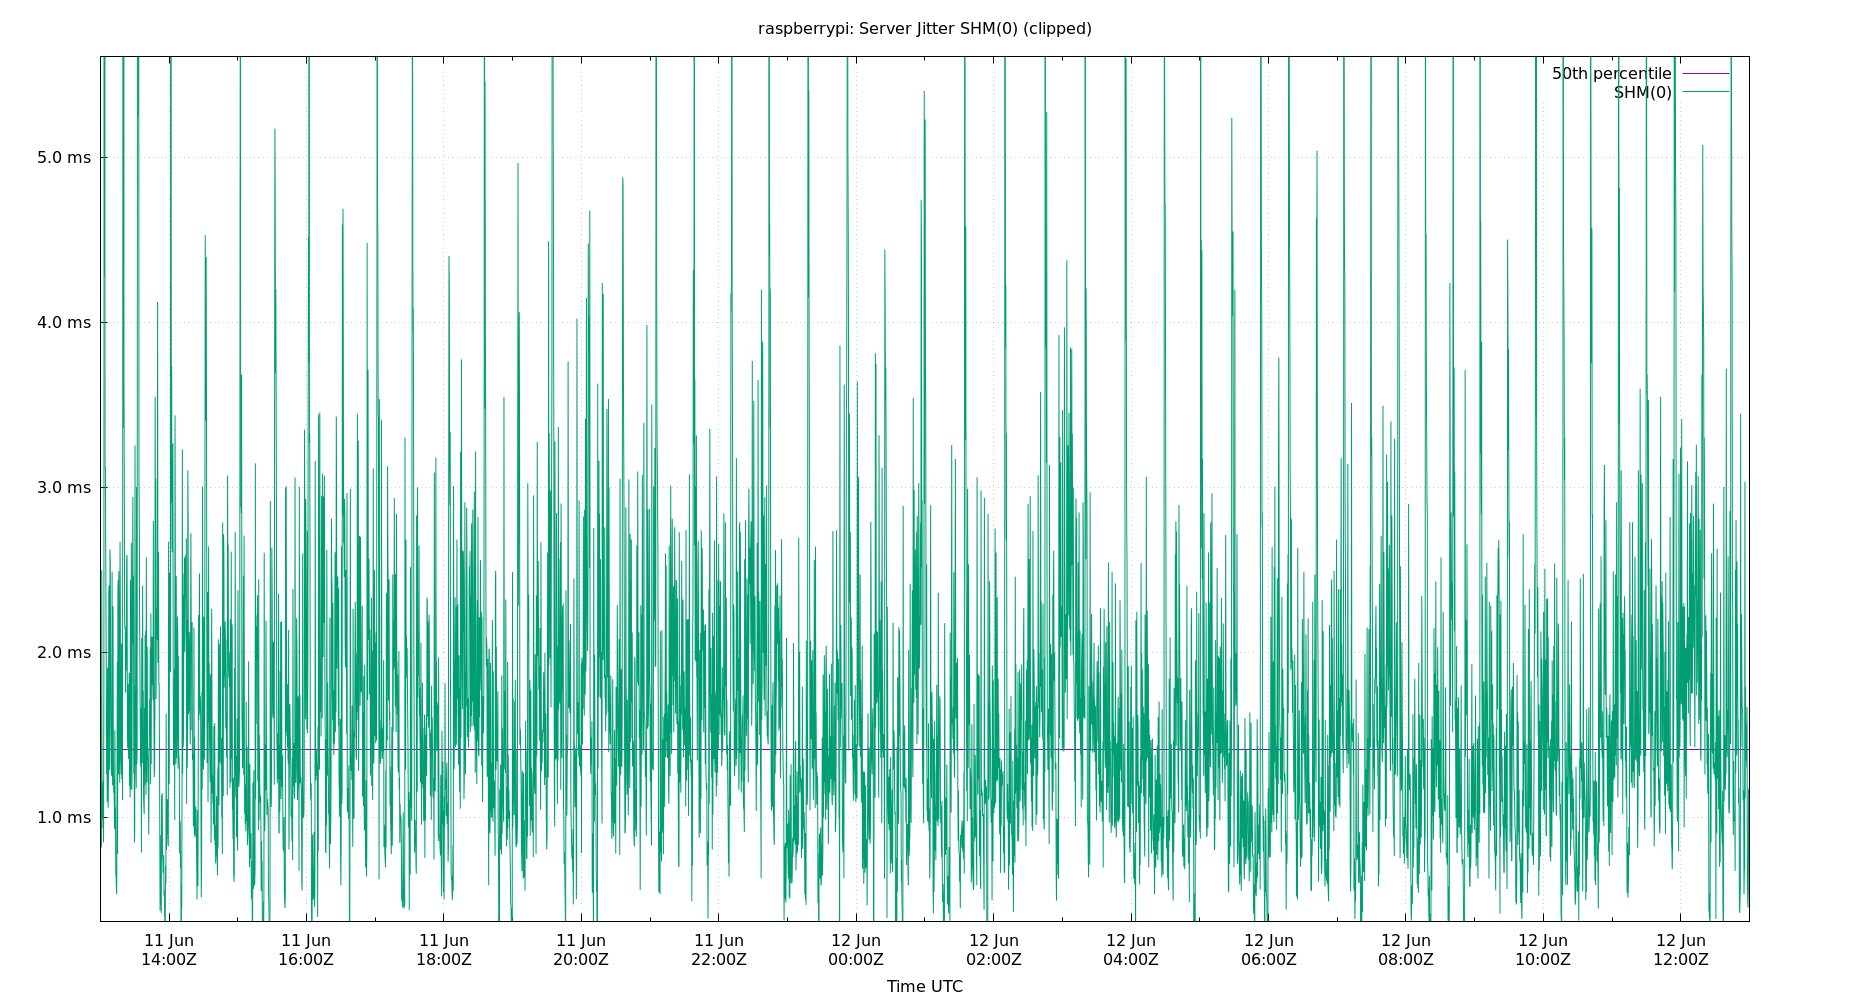 raspberrypi: Server Jitter SHM(0) (clipped)
50th percentile
SHM(0)
5.0 ms
4.0 ms
3.0 ms
2.0 ms
1.0 ms
11 Jun 11 Jun 11 Jun 11 Jun 11 Jun 12 Jun 12 Jun 12 Jun 12 Jun 12 Jun 12 Jun 12 Jun
14:00Z 16:00Z 18:00Z 20:00Z 22:00Z 00:00Z 02:00Z 04:00Z 06:00Z 08:00Z 10:00Z 12:00Z
Time UTC